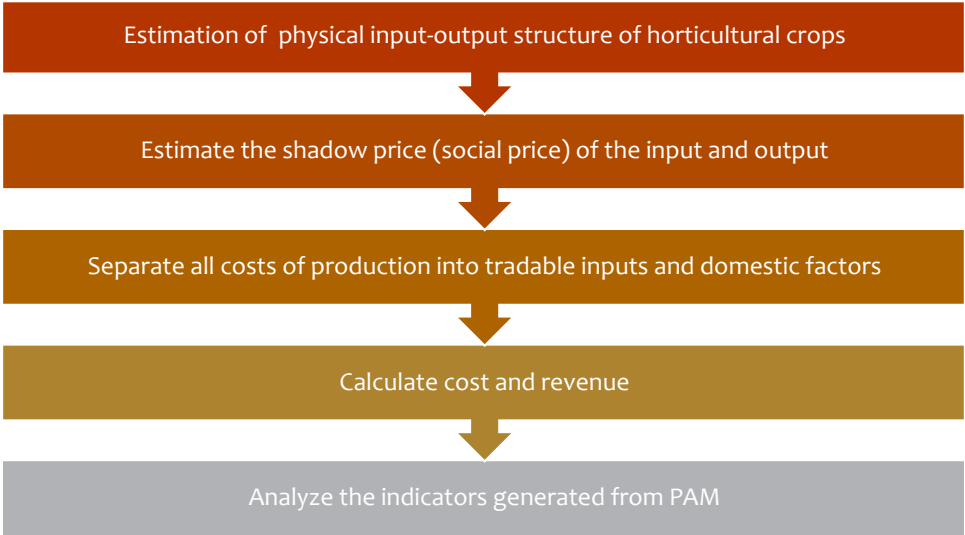 Estimation of  physical input-output structure of horticultural crops
Estimate the shadow price (social price) of the input and output
Separate all costs of production into tradable inputs and domestic factors
Calculate cost and revenue
Analyze the indicators generated from PAM